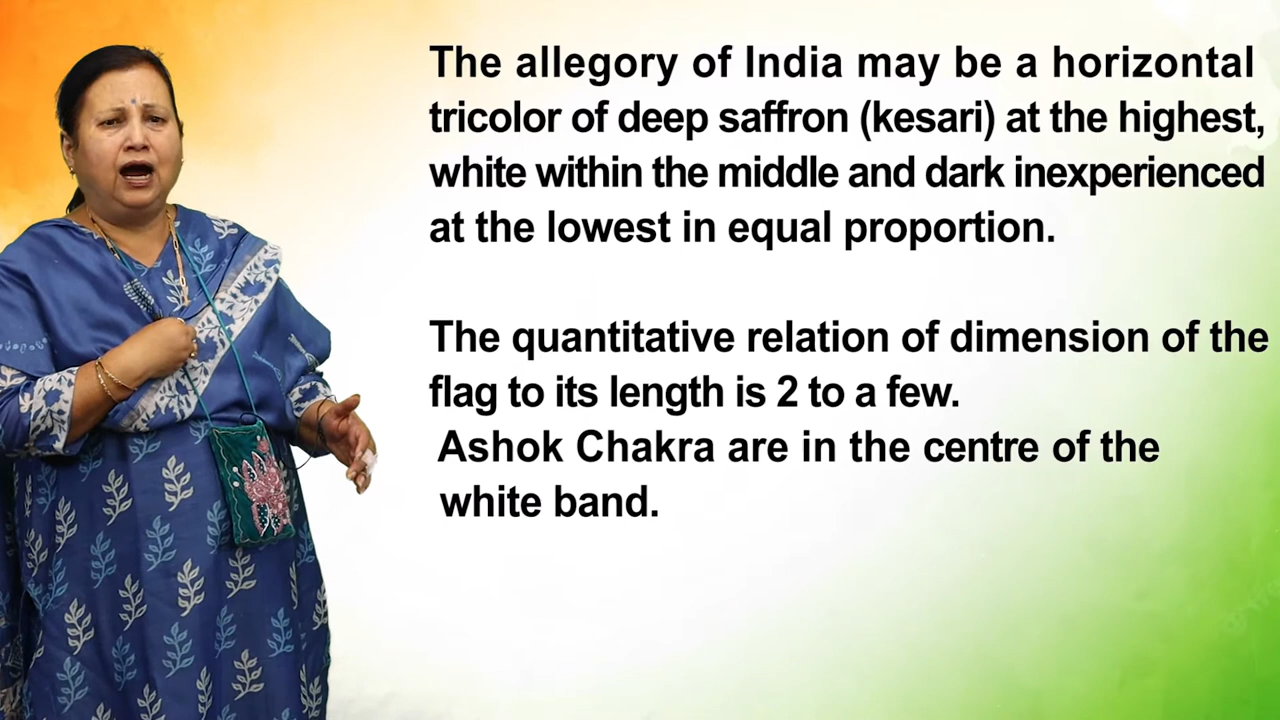 The allegory of India may be a horizontal
tricolor of deep saffron (kesari) at the highest,
white within the middle and dark inexperienced
at the lowest in equal proportion.
The quantitative relation of dimension of the
flag to its length is 2 to a few.
Ashok Chakra are in the centre of the
white band.